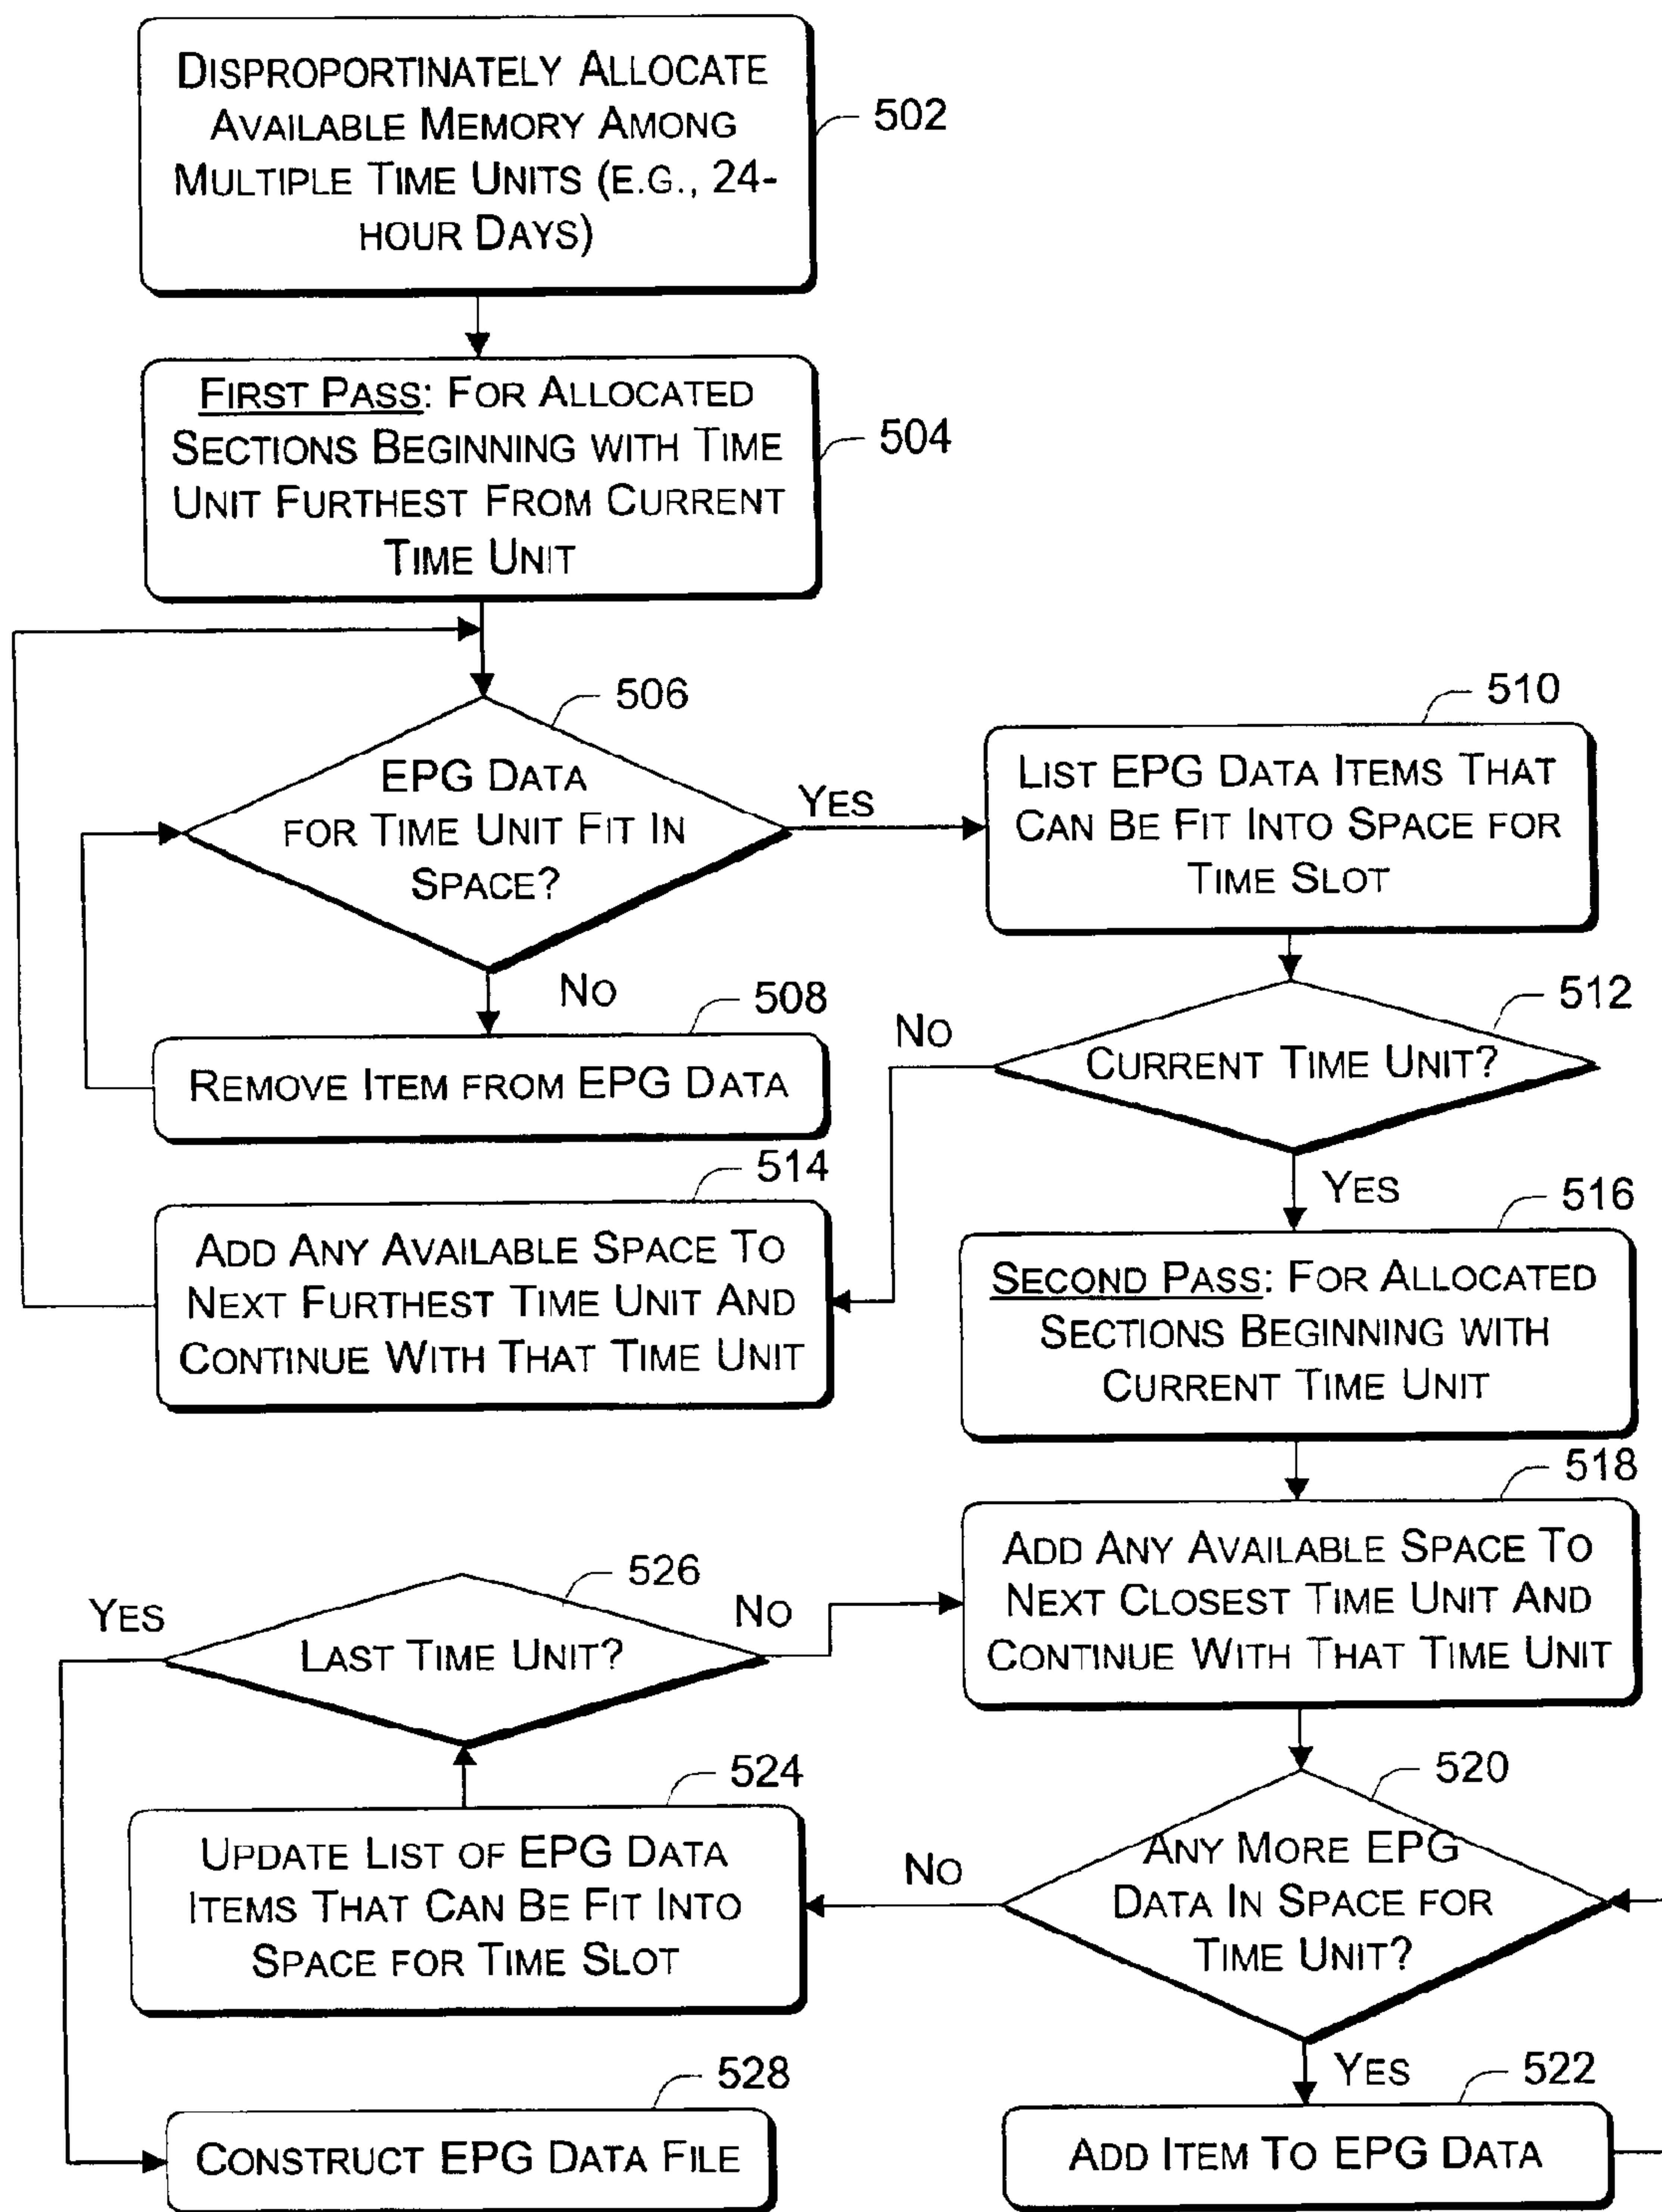 DISPROPORTINATELY ALLOCATE
AVAILABLE MEMORY AMONG
MULTIPLE TIME UNITS (E.G., 24-
HOUR DAYS)
502
FIRST PASS: FOR ALLOCATED
SECTIONS BEGINNING WITH TIME
UNIT FURTHEST FROM CURRENT
TIME UNIT
504
506
EPG DATA
FOR TIME UNIT FIT IN
SPACE?
YES
NO
508
REMOVE ITEM FROM EPG DATA
510
LIST EPG DATA ITEMS THAT
CAN BE FIT INTO SPACE FOR
TIME SLOT
512
CURRENT TIME UNIT?
NO
YES
514
ADD ANY AVAILABLE SPACE TO
NEXT FURTHEST TIME UNIT AND
CONTINUE WITH THAT TIME UNIT
516
SECOND PASS: FOR ALLOCATED
SECTIONS BEGINNING WITH
CURRENT TIME UNIT
518
ADD ANY AVAILABLE SPACE TO
NEXT CLOSEST TIME UNIT AND
CONTINUE WITH THAT TIME UNIT
520
ANY MORE EPG
DATA IN SPACE FOR
TIME UNIT?
NO
YES
522
ADD ITEM TO EPG DATA
524
UPDATE LIST OF EPG DATA
ITEMS THAT CAN BE FIT INTO
SPACE FOR TIME SLOT
526
LAST TIME UNIT?
YES
NO
528
CONSTRUCT EPG DATA FILE